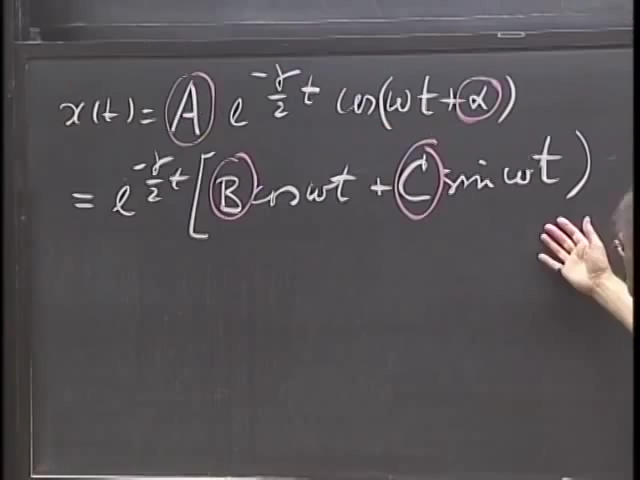 x(t) = A e^{-γ/2 t} cos(ωt + α)
= e^{-γ/2 t} [B cos ωt + C sin ωt)